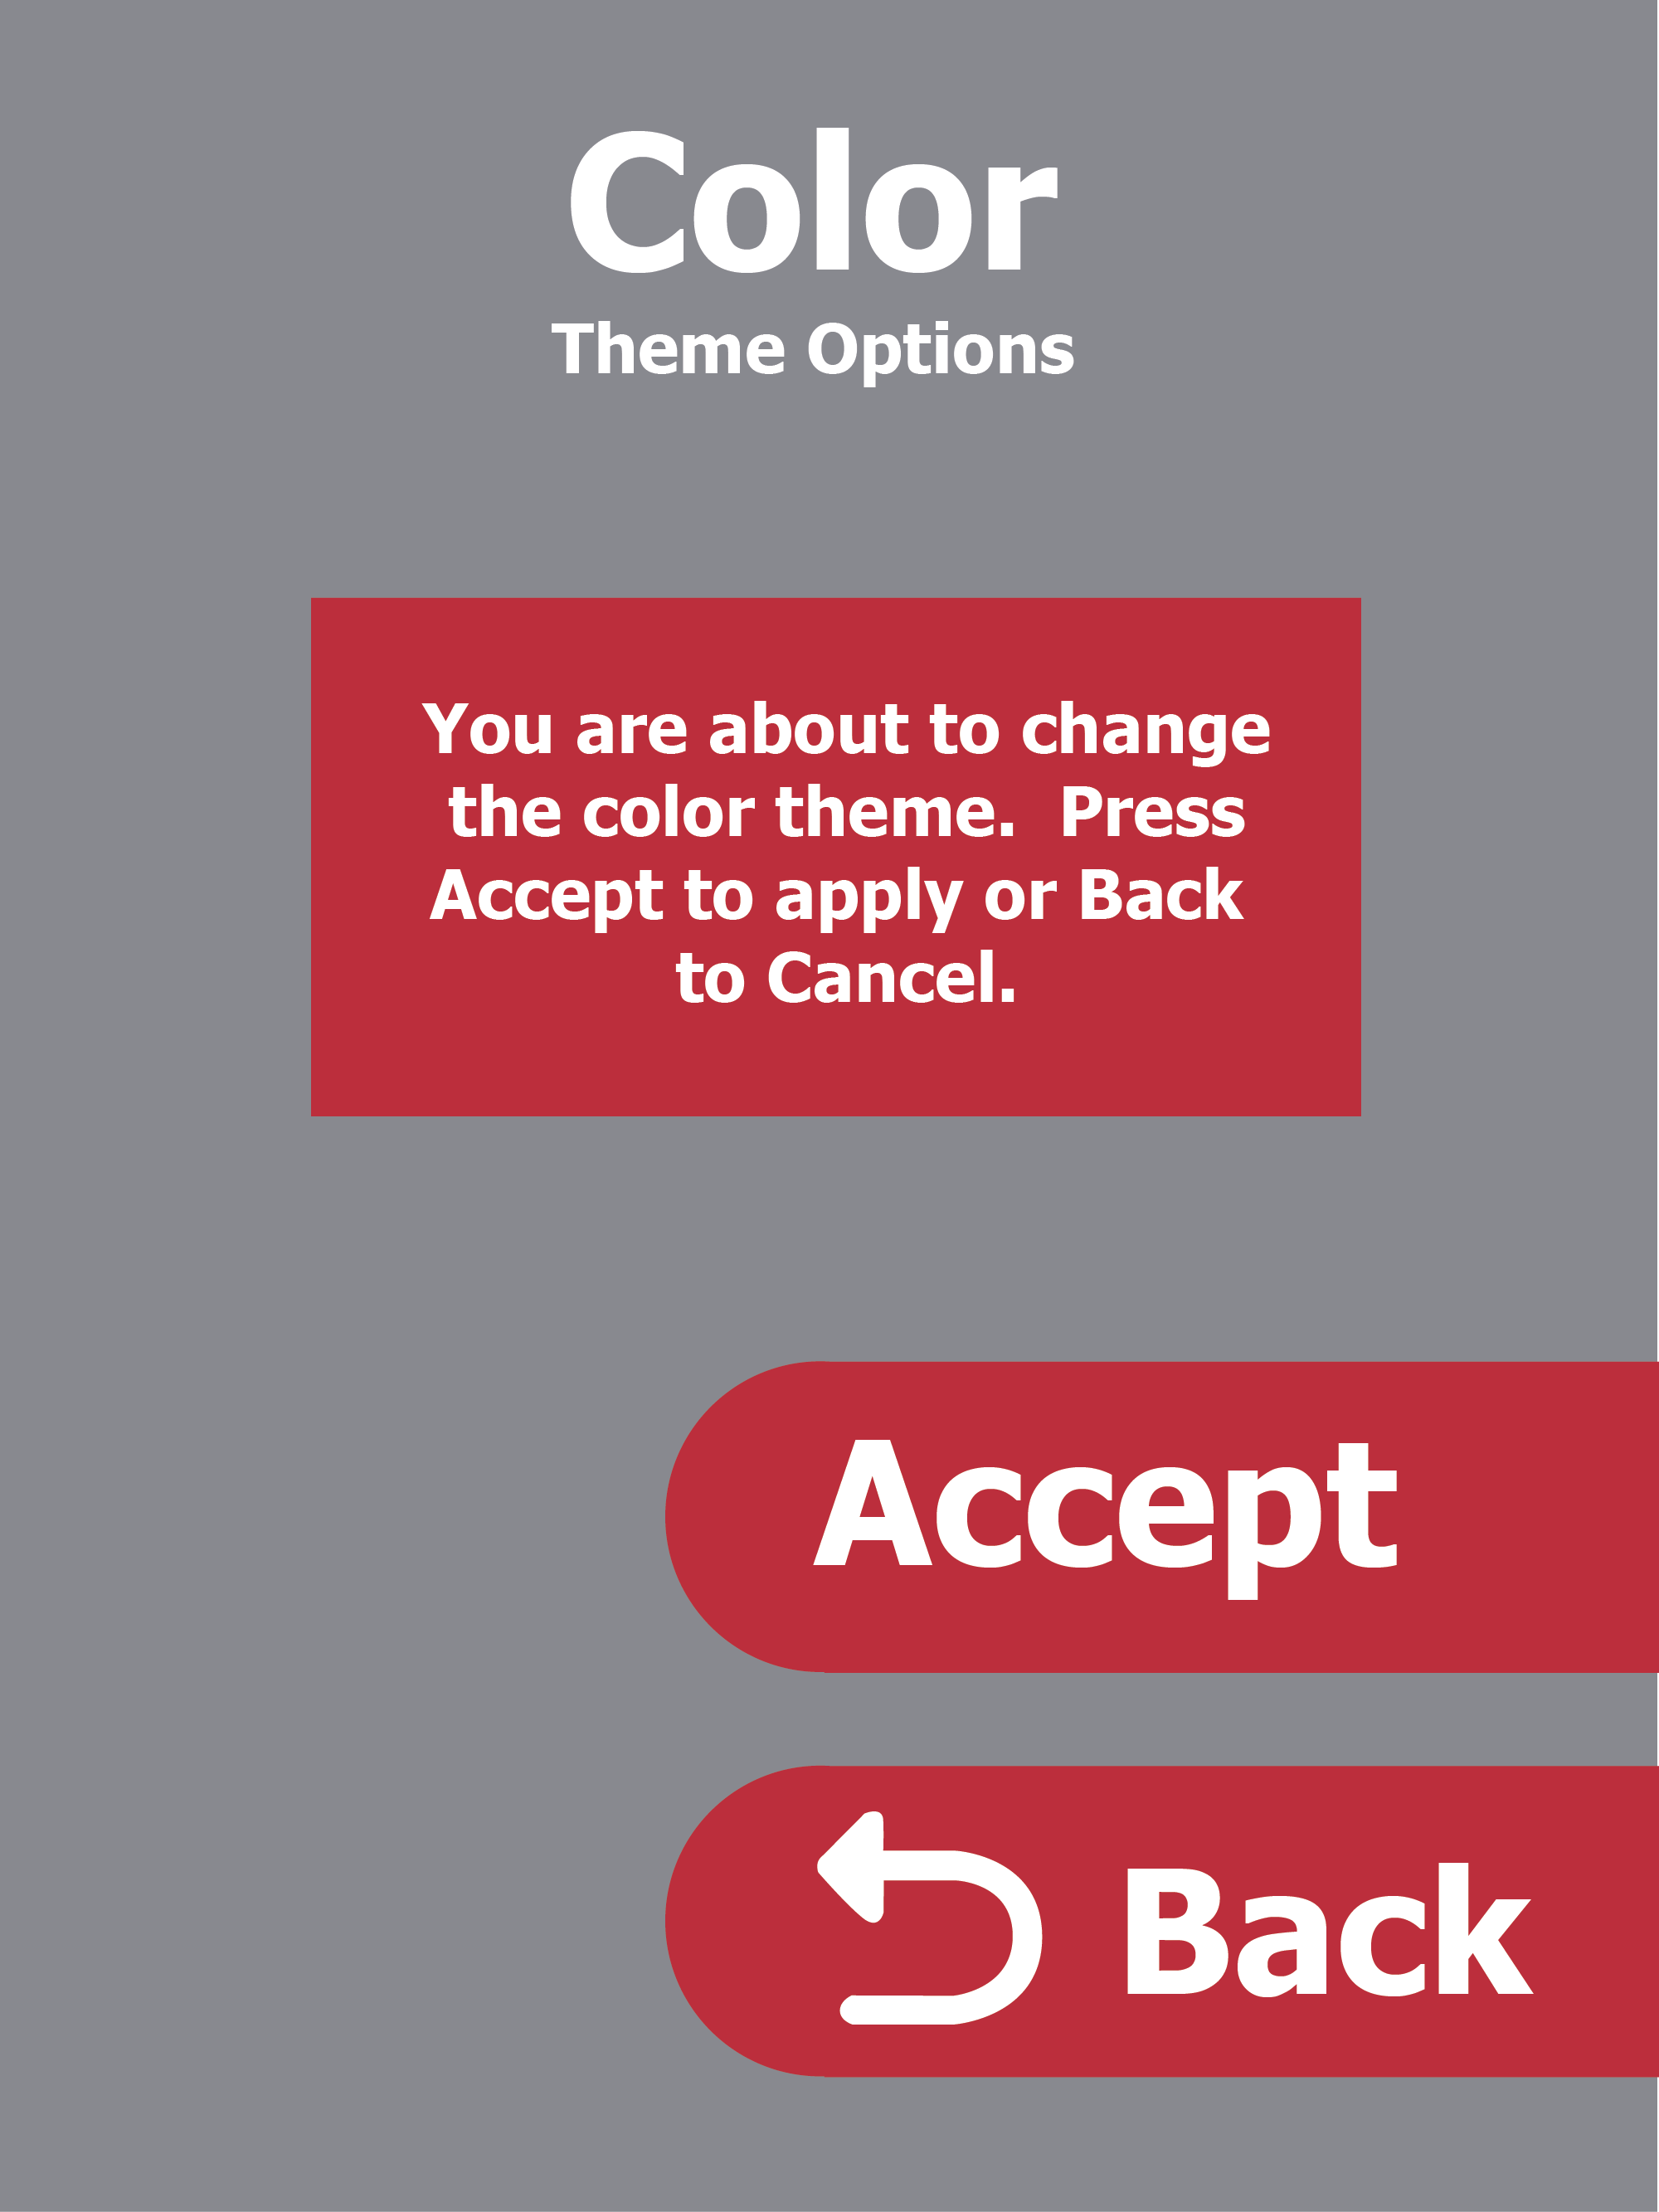 Color
Theme Options
You are about to change
the color theme.  Press
Accept to apply or Back
to Cancel.
Accept
Back